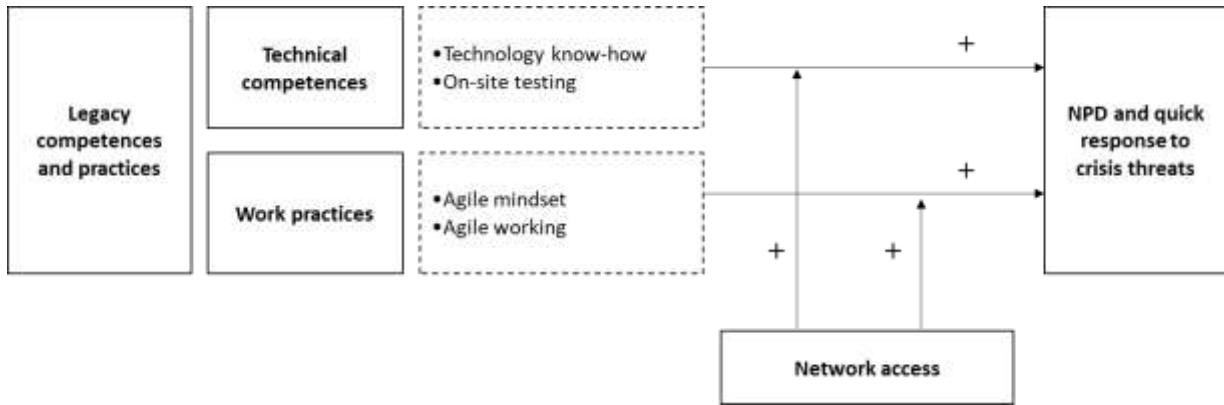 Legacy
competences
and practices
Technical
competences
•Technology know-how
•On-site testing
Work practices
•Agile mindset
•Agile working
+
+
+
+
NPD and quick
response to
crisis threats
Network access